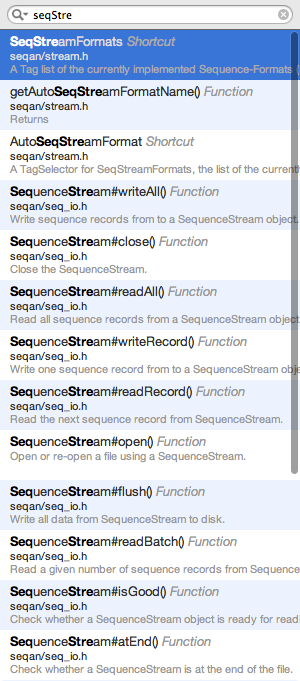 seqStre
SeqStreamFormats Shortcut
seqan/stream.h
A Tag list of the currently implemented Sequence-Formats (
getAutoSeqStreamFormatName() Function
seqan/stream.h
Returns
AutoSeqStreamFormat Shortcut
seqan/stream.h
A TagSelector for SeqStreamFormats, the list of the current
SequenceStream#writeAll() Function
seqan/seq_io.h
Write sequence records from to a SequenceStream object.
SequenceStream#close() Function
seqan/seq_io.h
Close the SequenceStream.
SequenceStream#readAll() Function
seqan/seq_io.h
Read all sequence records from a SequenceStream object
SequenceStream#writeRecord() Function
seqan/seq_io.h
Write one sequence record from to a SequenceStream object
SequenceStream#readRecord() Function
seqan/seq_io.h
Read the next sequence record from SequenceStream.
SequenceStream#open() Function
Open or re-open a file using a SequenceStream.
SequenceStream#flush() Function
seqan/seq_io.h
Write all data from SequenceStream to disk.
SequenceStream#readBatch() Function
seqan/seq_io.h
Read a given number of sequence records from Sequence
SequenceStream#isGood() Function
seqan/seq_io.h
Check whether a SequenceStream object is ready for readi
SequenceStream#atEnd() Function
seqan/seq_io.h
Check whether a SequenceStream is at the end of the file.